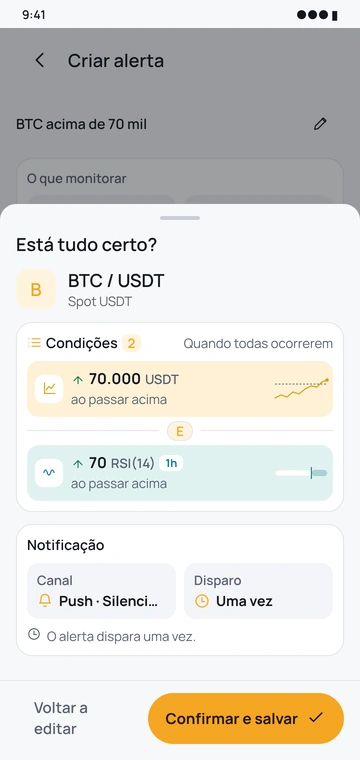 9:41
Criar alerta
BTC acima de 70 mil
O que monitorar
Está tudo certo?
B
BTC / USDT
Spot USDT
Condições 2
Quando todas ocorrerem
70.000 USDT
ao passar acima
E
70 RSI(14) 1h
ao passar acima
Notificação
Canal
Push · Silenci...
Disparo
Uma vez
O alerta dispara uma vez.
Voltar a
editar
Confirmar e salvar